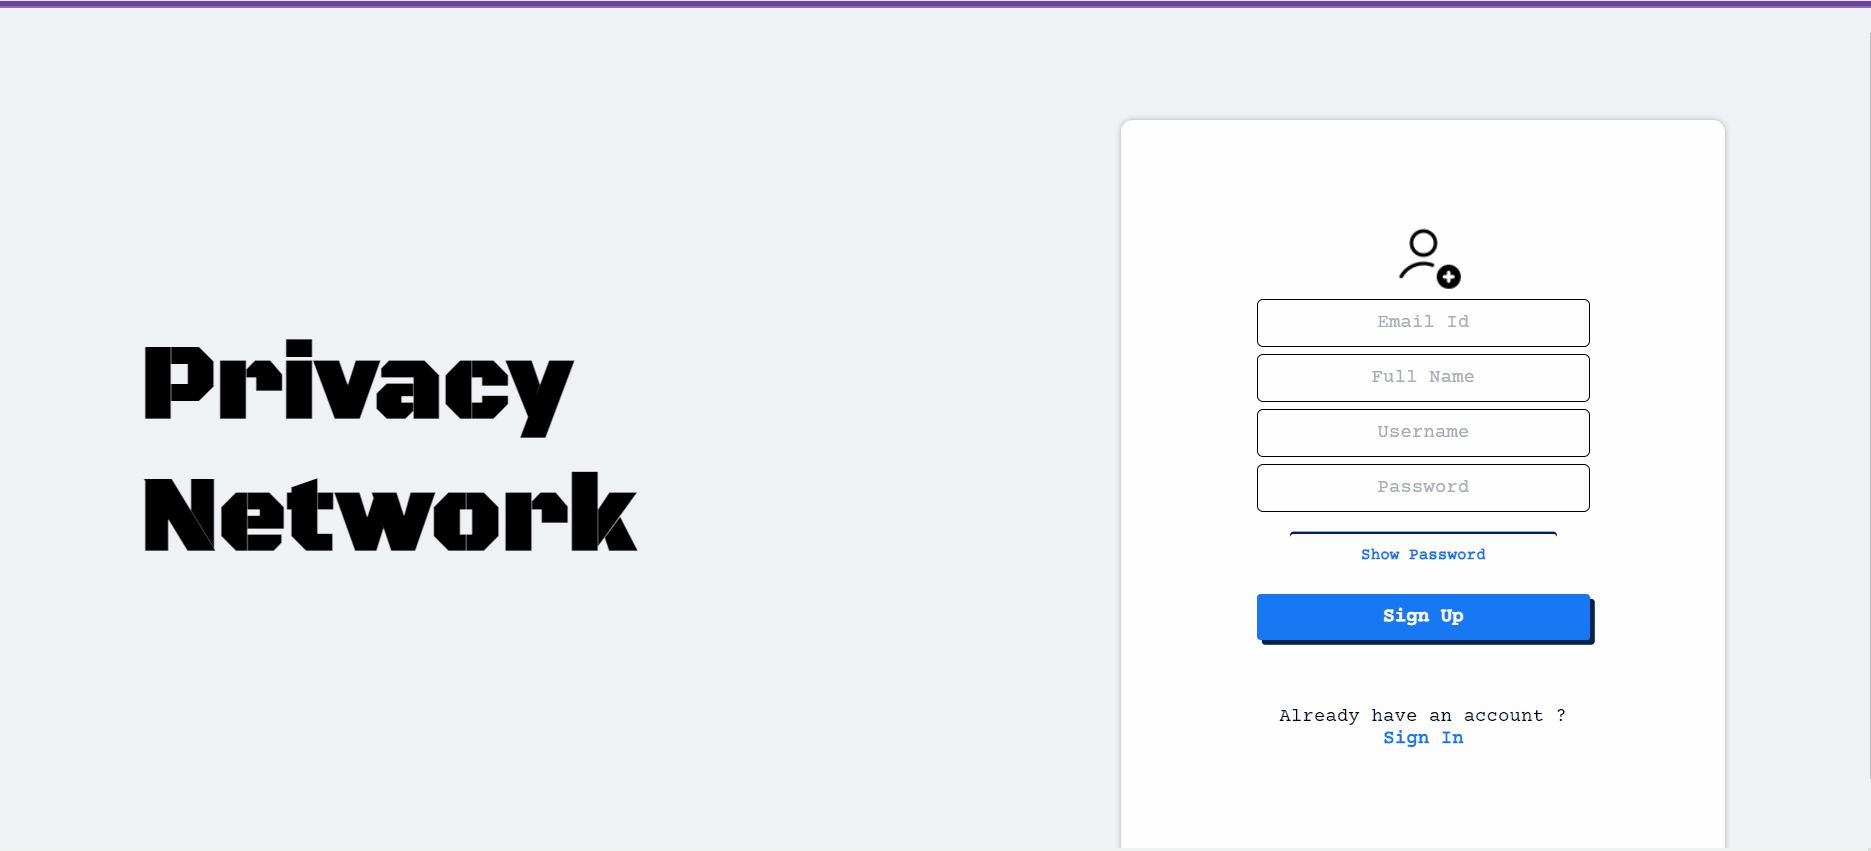 Privacy
Network
Email Id
Full Name
Username
Password
Show Password
Sign Up
Already have an account ?
Sign In